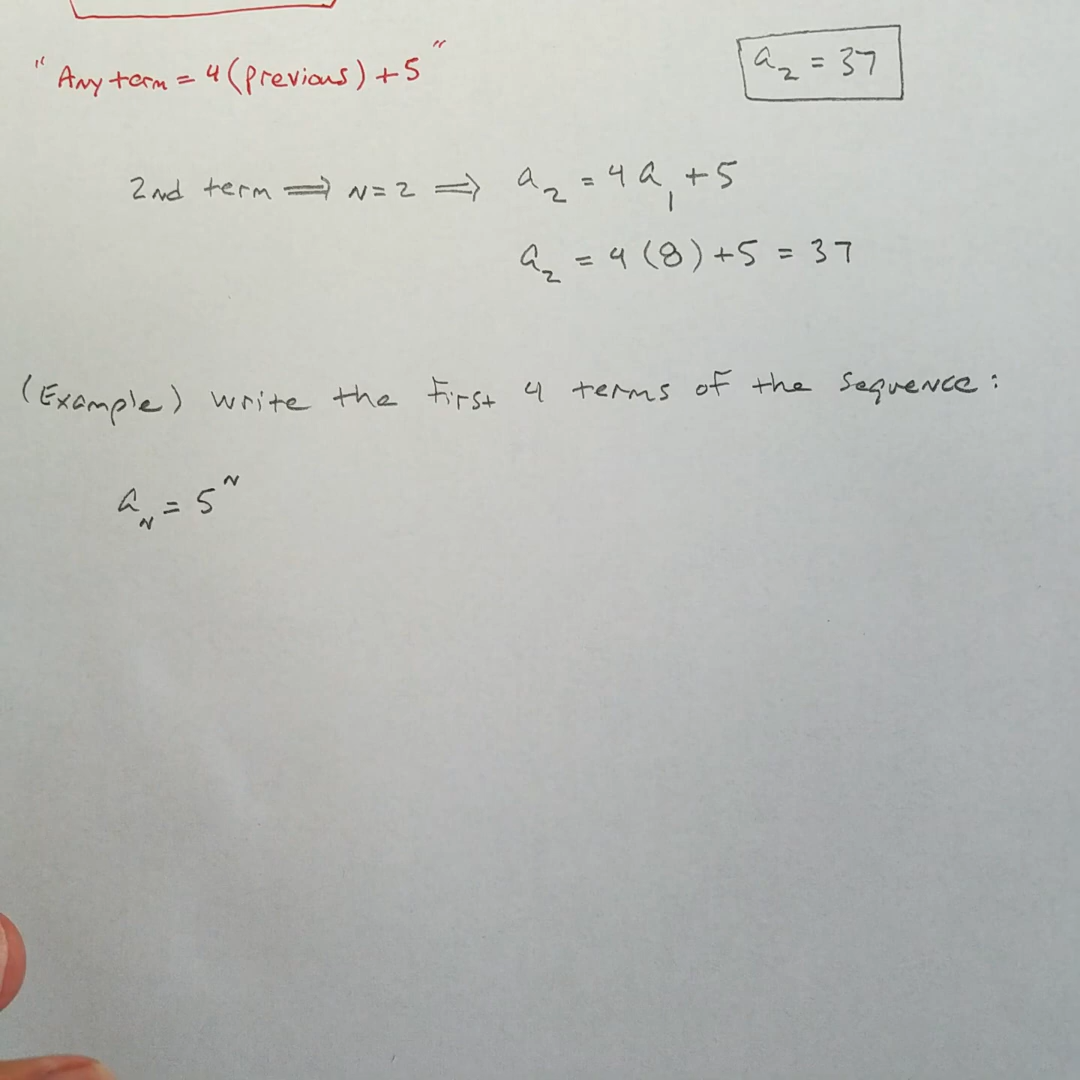 "Any term = 4(previous) + 5"
a₂ = 37
2nd term ⟹ N = 2 ⟹ a₂ = 4a₁ + 5
a₂ = 4(8) + 5 = 37
(Example) Write the first 4 terms of the sequence:
aₙ = 5ᴺ